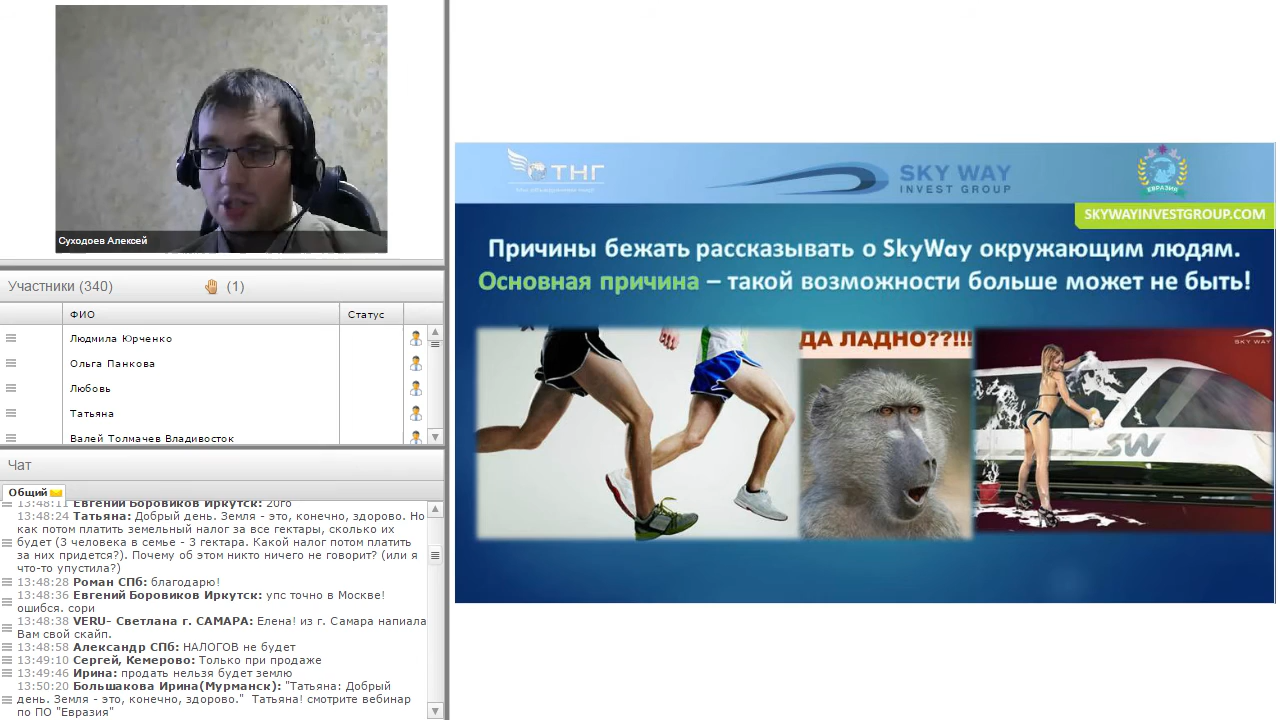 Суходоев Алексей
Участники (340)
(1)
ФИО
Статус
Людмила Юрченко
Ольга Панкова
Любовь
Татьяна
Валей Толмачев Владивосток
Чат
Общий
13:48:11 Евгений Боровиков Иркутск: 20го
13:48:24 Татьяна: Добрый день. Земля - это, конечно, здорово. Но
как потом платить земельный налог за все гектары, сколько их
будет (3 человека в семье - 3 гектара. Какой налог потом платить
за них придется?). Почему об этом никто ничего не говорит? (или я
что-то упустила?)
13:48:28 Роман СПб: благодарю!
13:48:36 Евгений Боровиков Иркутск: упс точно в Москве!
ошибся. сори
13:48:38 VERU- Светлана г. САМАРА: Елена! из г. Самара напиала
Вам свой скайп.
13:48:58 Александр СПб: НАЛОГОВ не будет
13:49:10 Сергей, Кемерово: Только при продаже
13:49:46 Ирина: продать нельзя будет землю
13:50:20 Большакова Ирина(Мурманск): "Татьяна: Добрый
день. Земля - это, конечно, здорово."  Татьяна! смотрите вебинар
по ПО "Евразия"
ТНГ
SKY WAY
INVEST GROUP
ЕВРАЗИЯ
SKYWAYINVESTGROUP.COM
Причины бежать рассказывать о SkyWay окружающим людям.
Основная причина – такой возможности больше может не быть!
ДА ЛАДНО??!!!
SKY WAY
SW